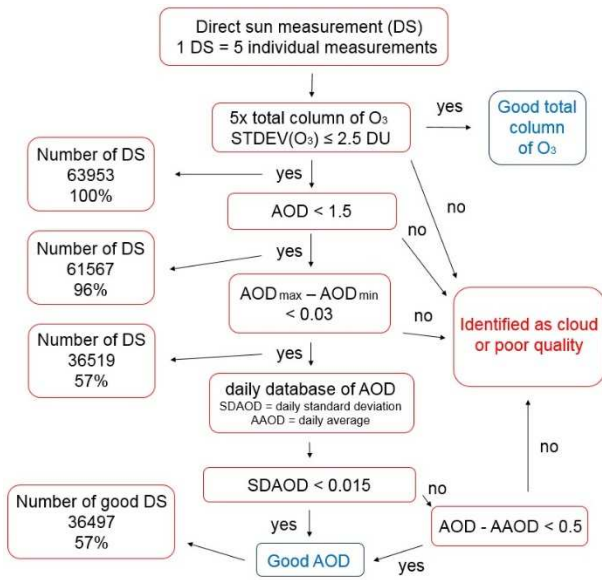 Direct sun measurement (DS)
1 DS = 5 individual measurements
5x total column of O₃
STDEV(O₃) ≤ 2.5 DU
yes
Good total
column
of O₃
Number of DS
63953
100%
yes
no
AOD < 1.5
no
Number of DS
61567
96%
yes
AODmax – AODmin
< 0.03
no
Identified as cloud
or poor quality
Number of DS
36519
57%
yes
daily database of AOD
SDAOD = daily standard deviation
AAOD = daily average
no
SDAOD < 0.015
no
Number of good DS
36497
57%
yes
AOD - AAOD < 0.5
Good AOD
yes